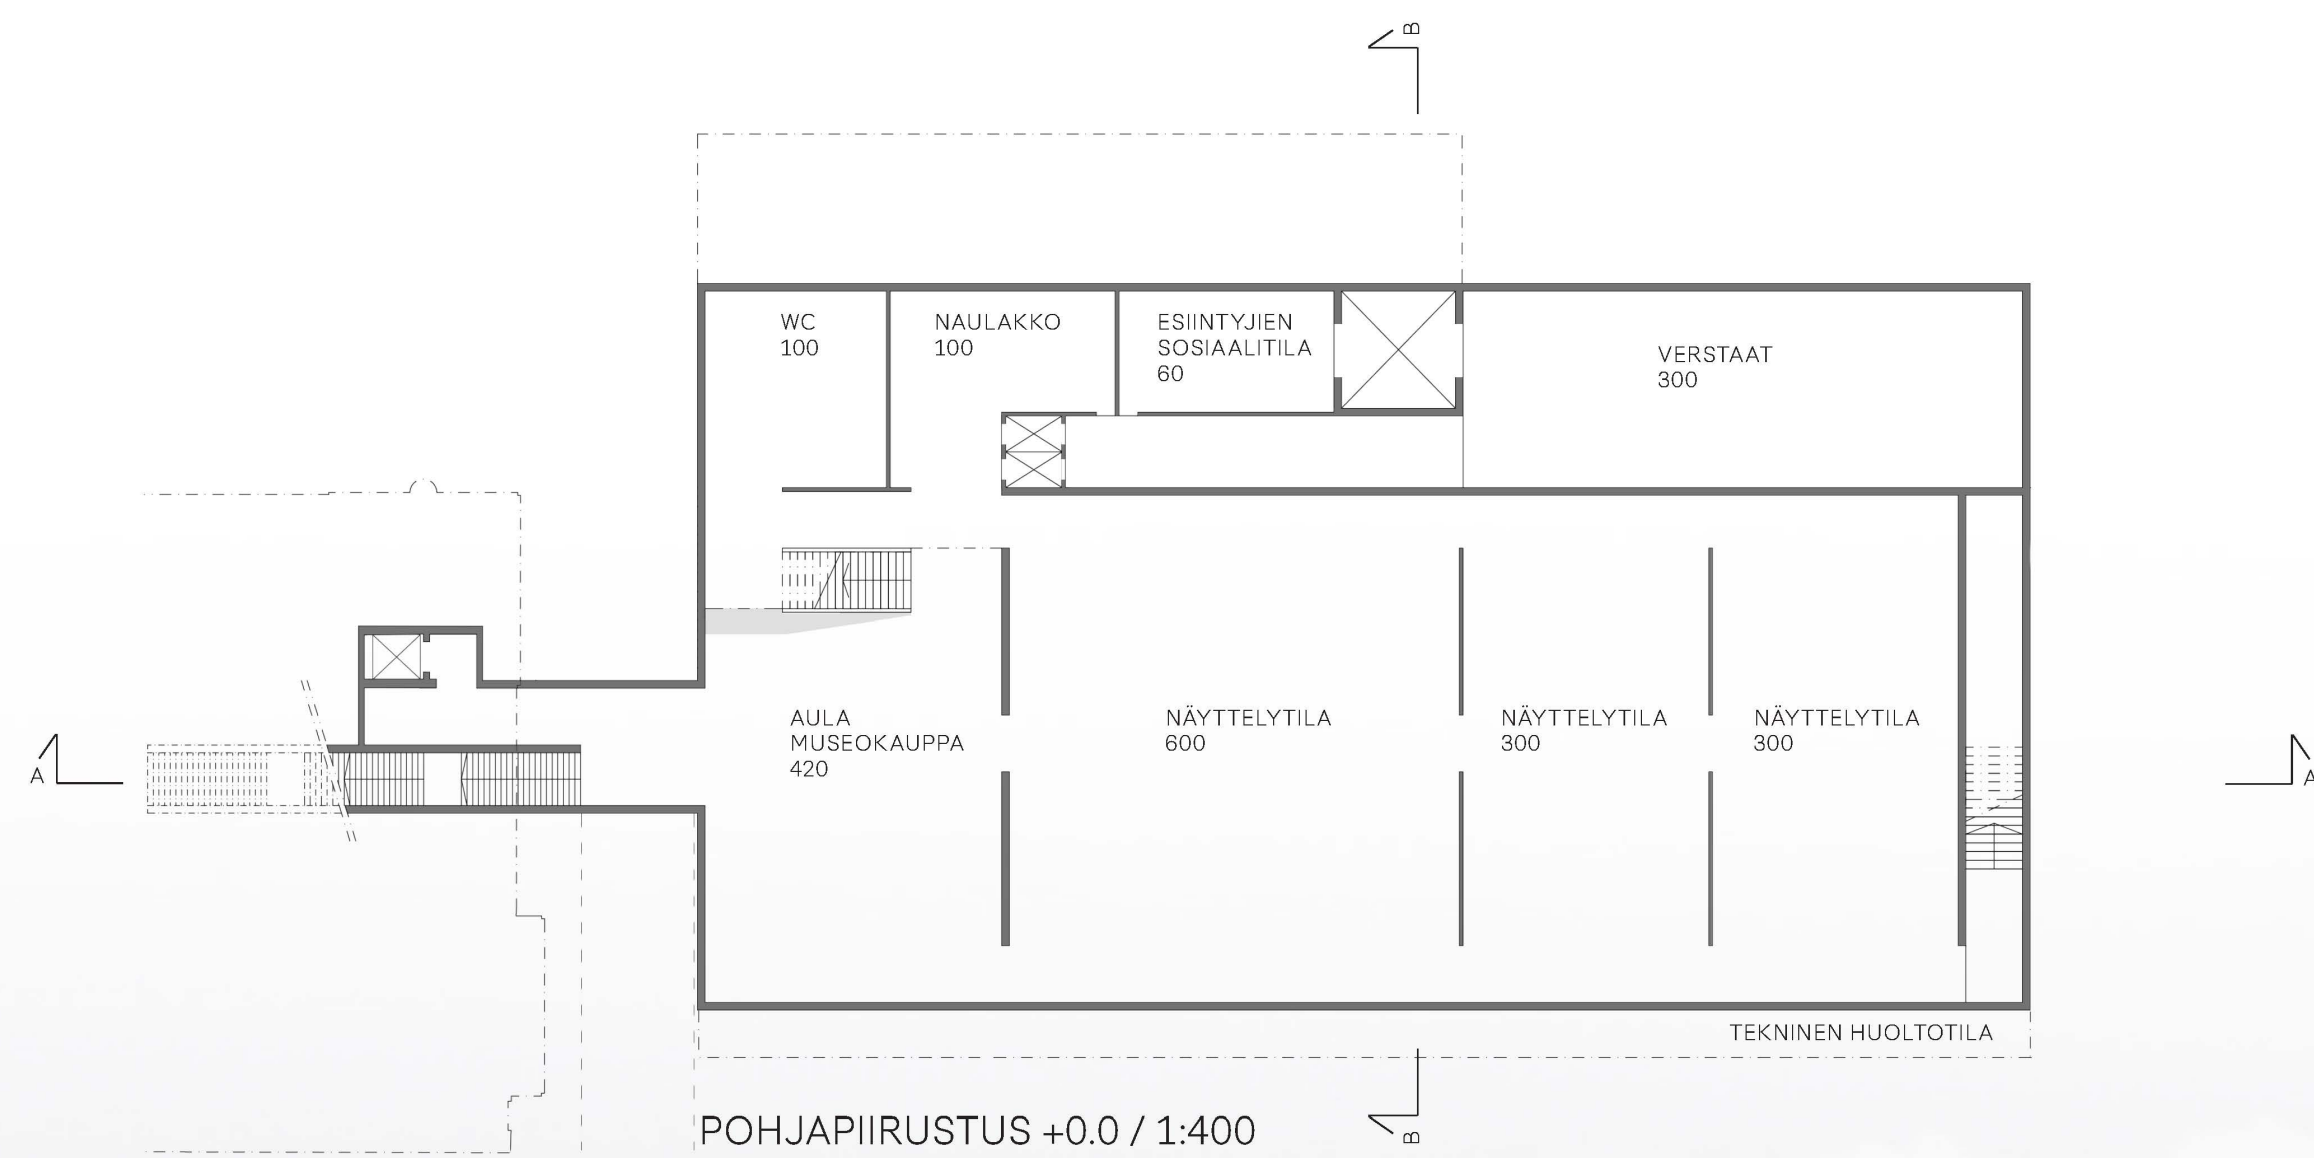 B
WC
100
NAULAKKO
100
ESIINTYJIEN
SOSIAALITILA
60
VERSTAAT
300
A
AULA
MUSEOKAUPPA
420
NÄYTTELYTILA
600
NÄYTTELYTILA
300
NÄYTTELYTILA
300
A
TEKNINEN HUOLTOTILA
POHJAPIIRUSTUS +0.0 / 1:400
B